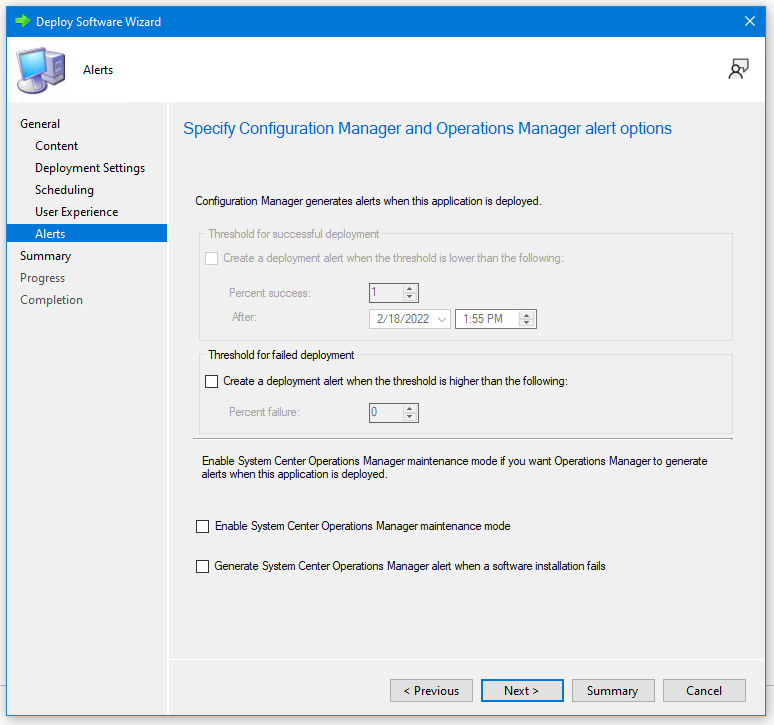 Deploy Software Wizard
Alerts
General
Content
Deployment Settings
Scheduling
User Experience
Alerts
Summary
Progress
Completion
Specify Configuration Manager and Operations Manager alert options
Configuration Manager generates alerts when this application is deployed.
Threshold for successful deployment
Create a deployment alert when the threshold is lower than the following:
Percent success: 1
After: 2/18/2022 1:55 PM
Threshold for failed deployment
Create a deployment alert when the threshold is higher than the following:
Percent failure: 0
Enable System Center Operations Manager maintenance mode if you want Operations Manager to generate
alerts when this application is deployed.
Enable System Center Operations Manager maintenance mode
Generate System Center Operations Manager alert when a software installation fails
< Previous Next > Summary Cancel